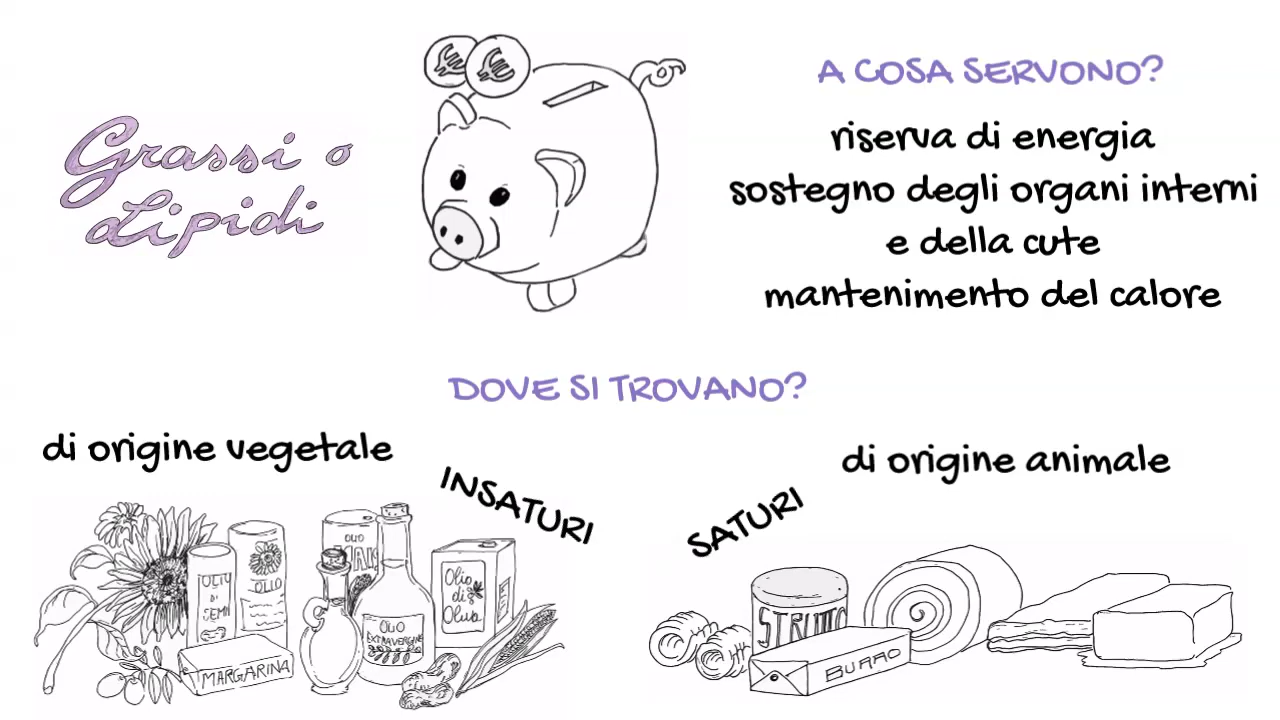 Grassi o
Lipidi
€ €
A COSA SERVONO?
riserva di energia
sostegno degli organi interni
e della cute
mantenimento del calore
DOVE SI TROVANO?
di origine vegetale
INSATURI
SATURI
di origine animale
OLIO
DI
SEMI
OLIO
OLIO
MAIS
OLIO
EXTRAVERGINE
Olio
di
Oliva
MARGARINA
STRUTTO
BURRO